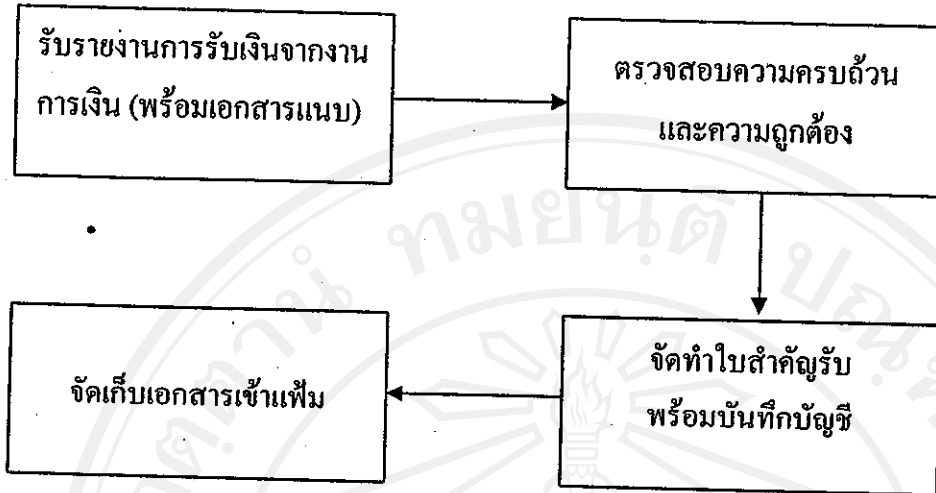 รับรายงานการรับเงินจากงาน
การเงิน (พร้อมเอกสารแนบ)
ตรวจสอบความครบถ้วน
และความถูกต้อง
จัดทำใบสำคัญรับ
พร้อมบันทึกบัญชี
จัดเก็บเอกสารเข้าแฟ้ม
ทมยนฺติ